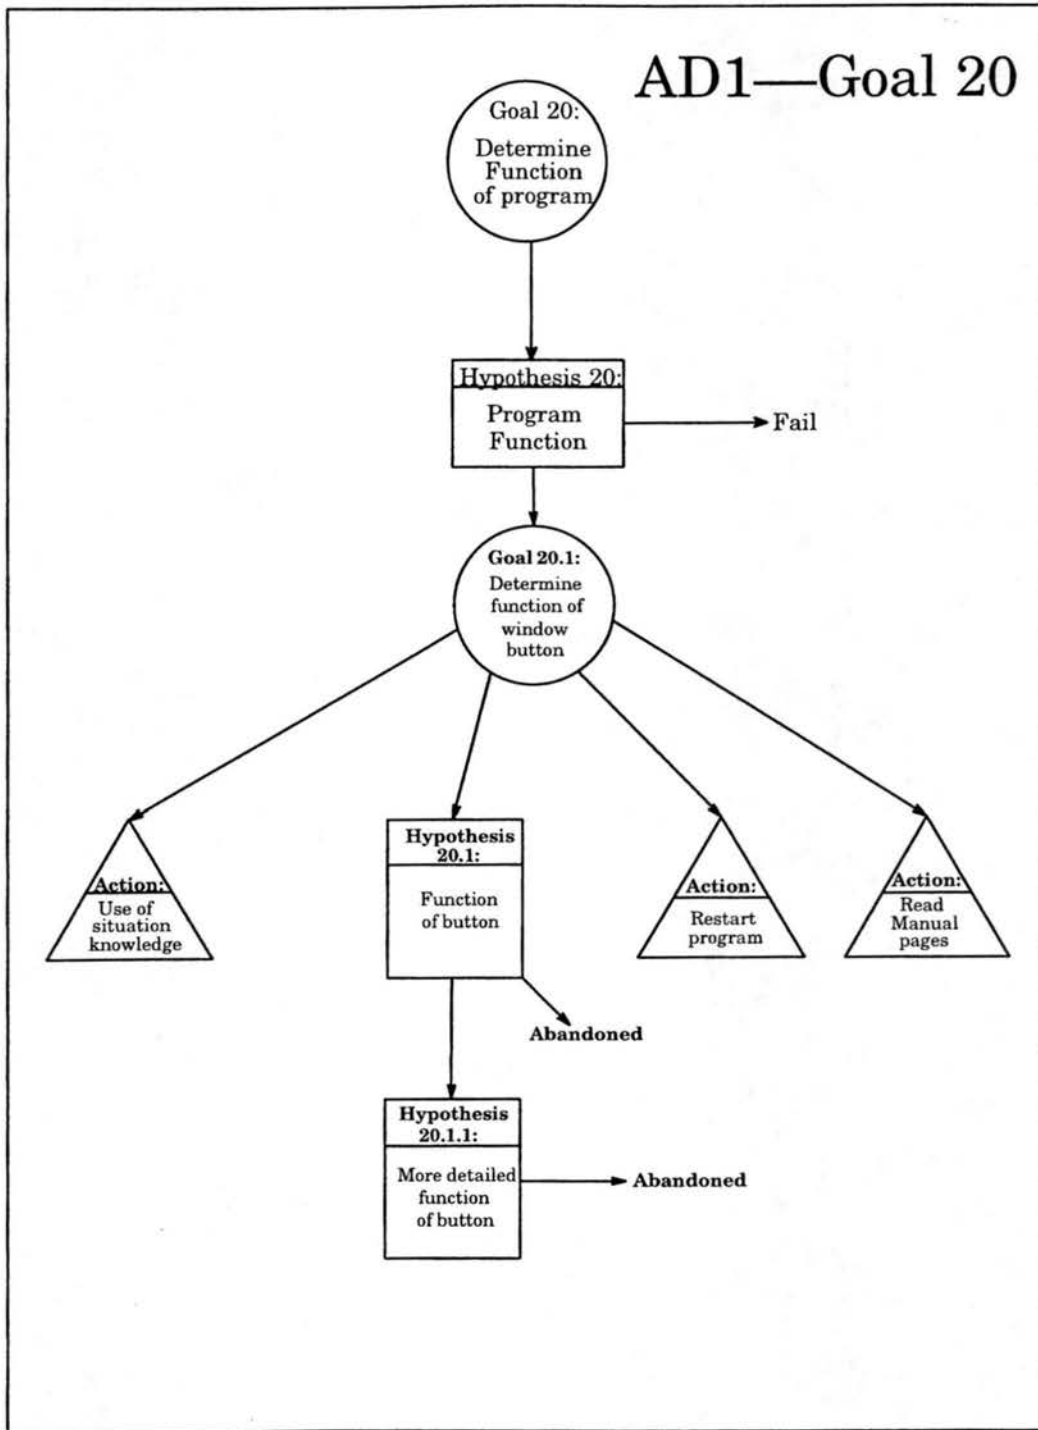 AD1—Goal 20
Goal 20:
Determine
Function
of program
Hypothesis 20:
Program
Function
Fail
Goal 20.1:
Determine
function of
window
button
Action:
Use of
situation
knowledge
Hypothesis
20.1:
Function
of button
Abandoned
Action:
Restart
program
Action:
Read
Manual
pages
Hypothesis
20.1.1:
More detailed
function
of button
Abandoned